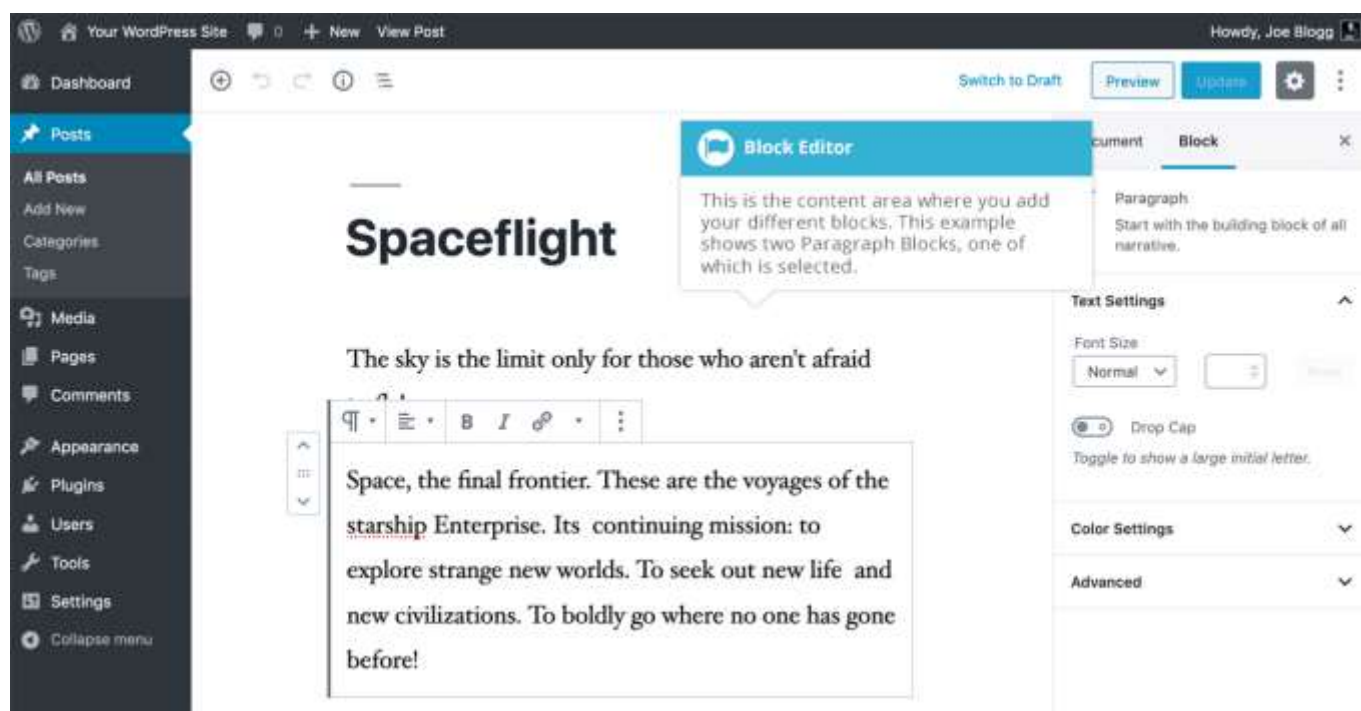 Your WordPress Site 0 New View Post Howdy, Joe Blogg
Dashboard
Posts
All Posts
Add New
Categories
Tags
Media
Pages
Comments
Appearance
Plugins
Users
Tools
Settings
Collapse menu
Switch to Draft Preview Update
Spaceflight
Block Editor
This is the content area where you add
your different blocks. This example
shows two Paragraph Blocks, one of
which is selected.
The sky is the limit only for those who aren't afraid
B I
Space, the final frontier. These are the voyages of the
starship Enterprise. Its continuing mission: to
explore strange new worlds. To seek out new life and
new civilizations. To boldly go where no one has gone
before!
cument Block
Paragraph
Start with the building block of all
narrative.
Text Settings
Font Size
Normal
Drop Cap
Toggle to show a large initial letter.
Color Settings
Advanced